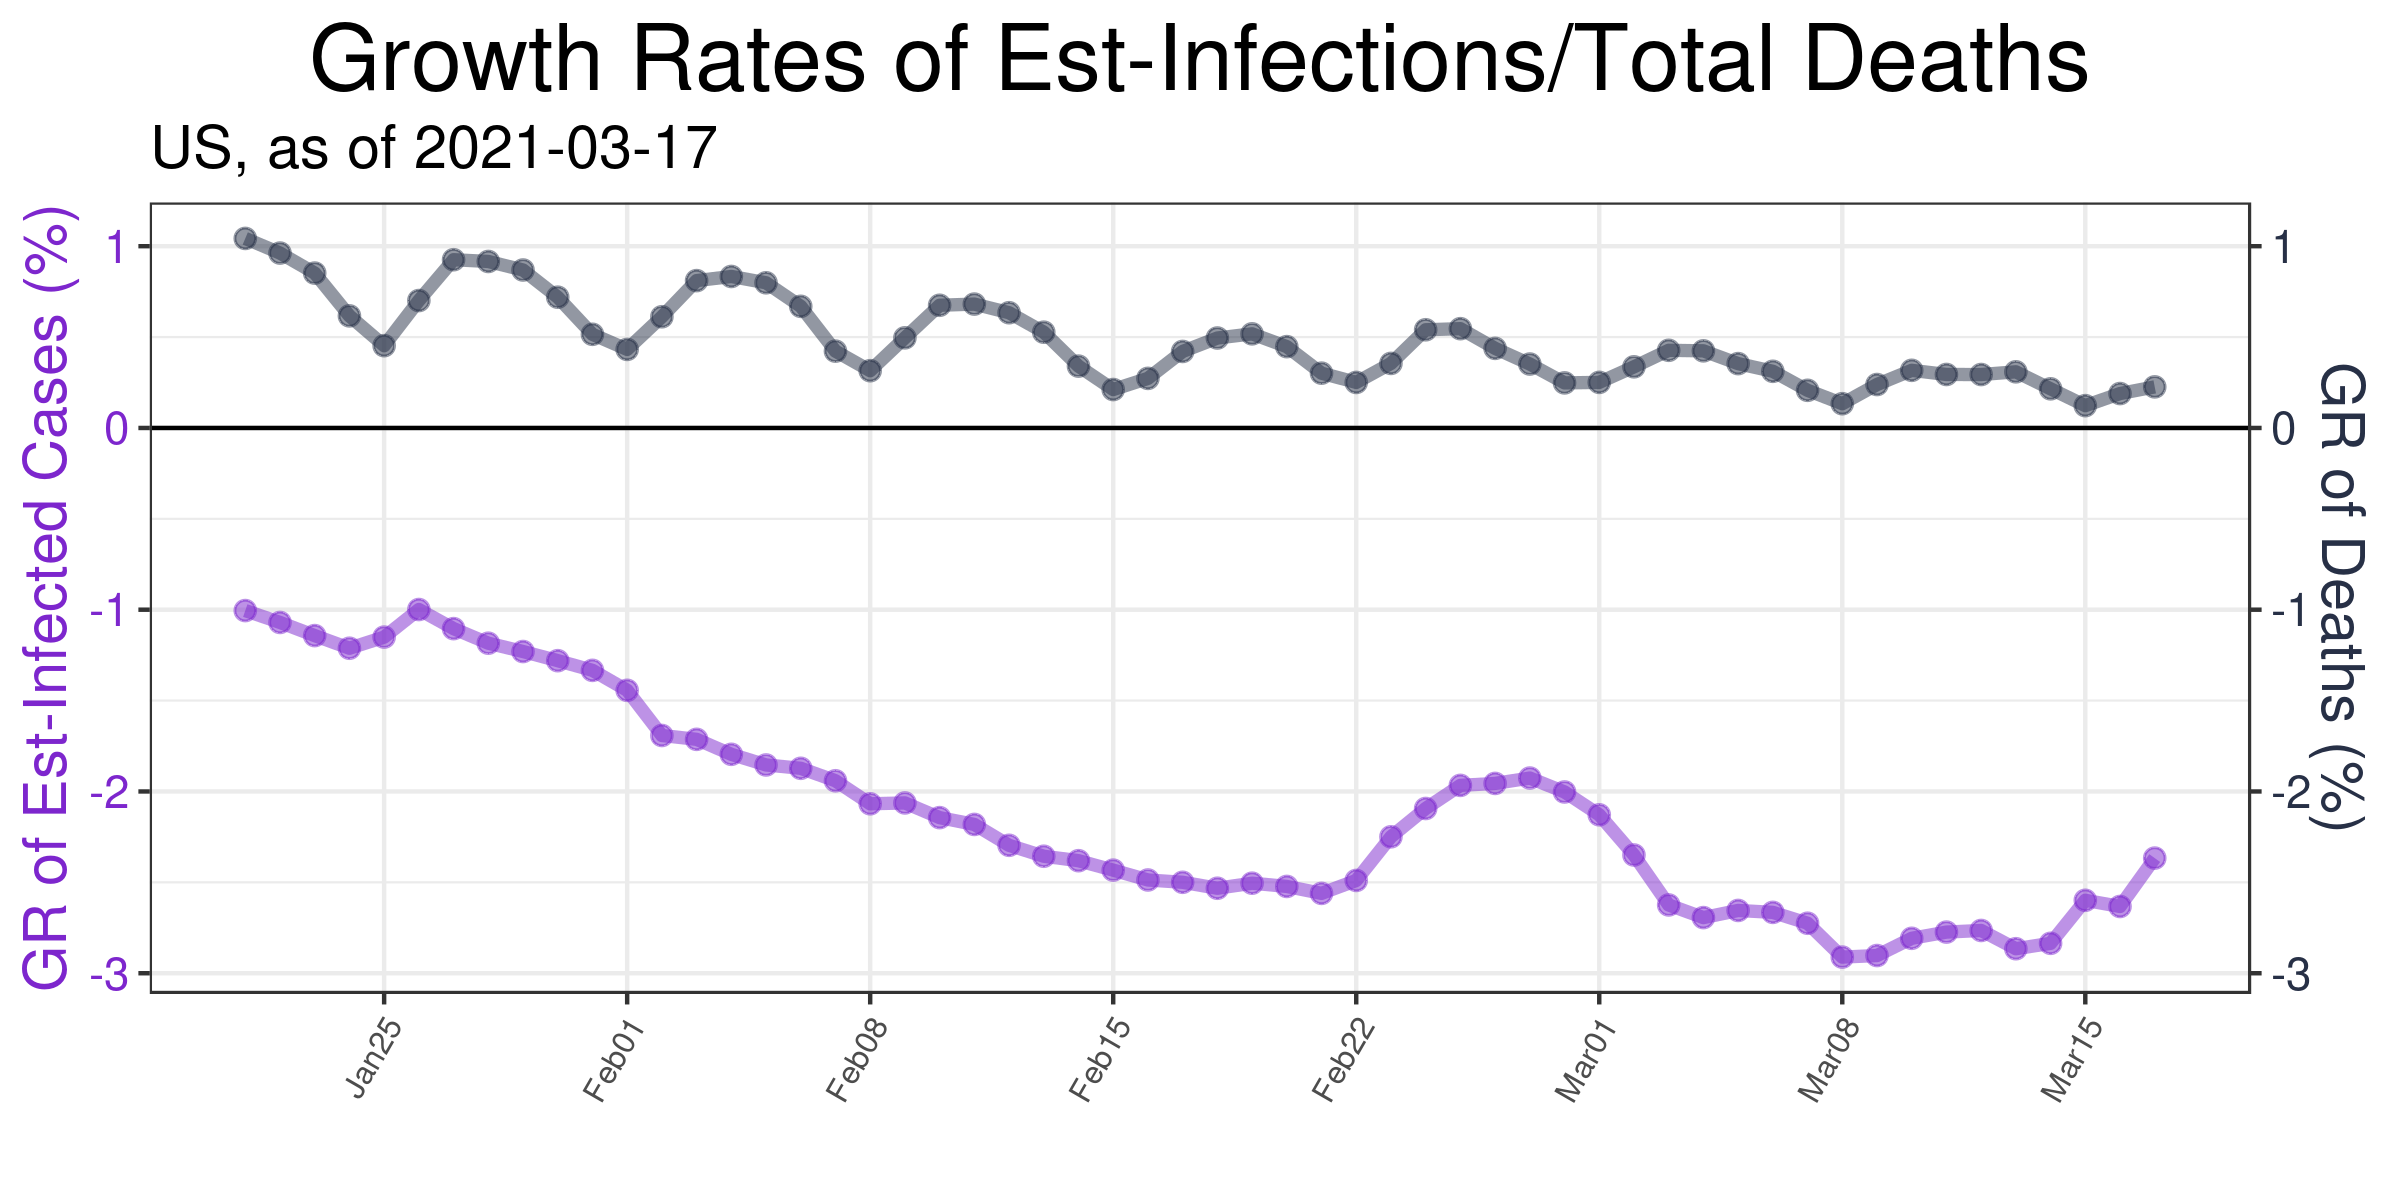 Growth Rates of Est-Infections/Total Deaths
US, as of 2021-03-17
GR of Est-Infected Cases (%)
1
0
-1
-2
-3
1
0
-1
-2
-3
GR of Deaths (%)
Jan25
Feb01
Feb08
Feb15
Feb22
Mar01
Mar08
Mar15